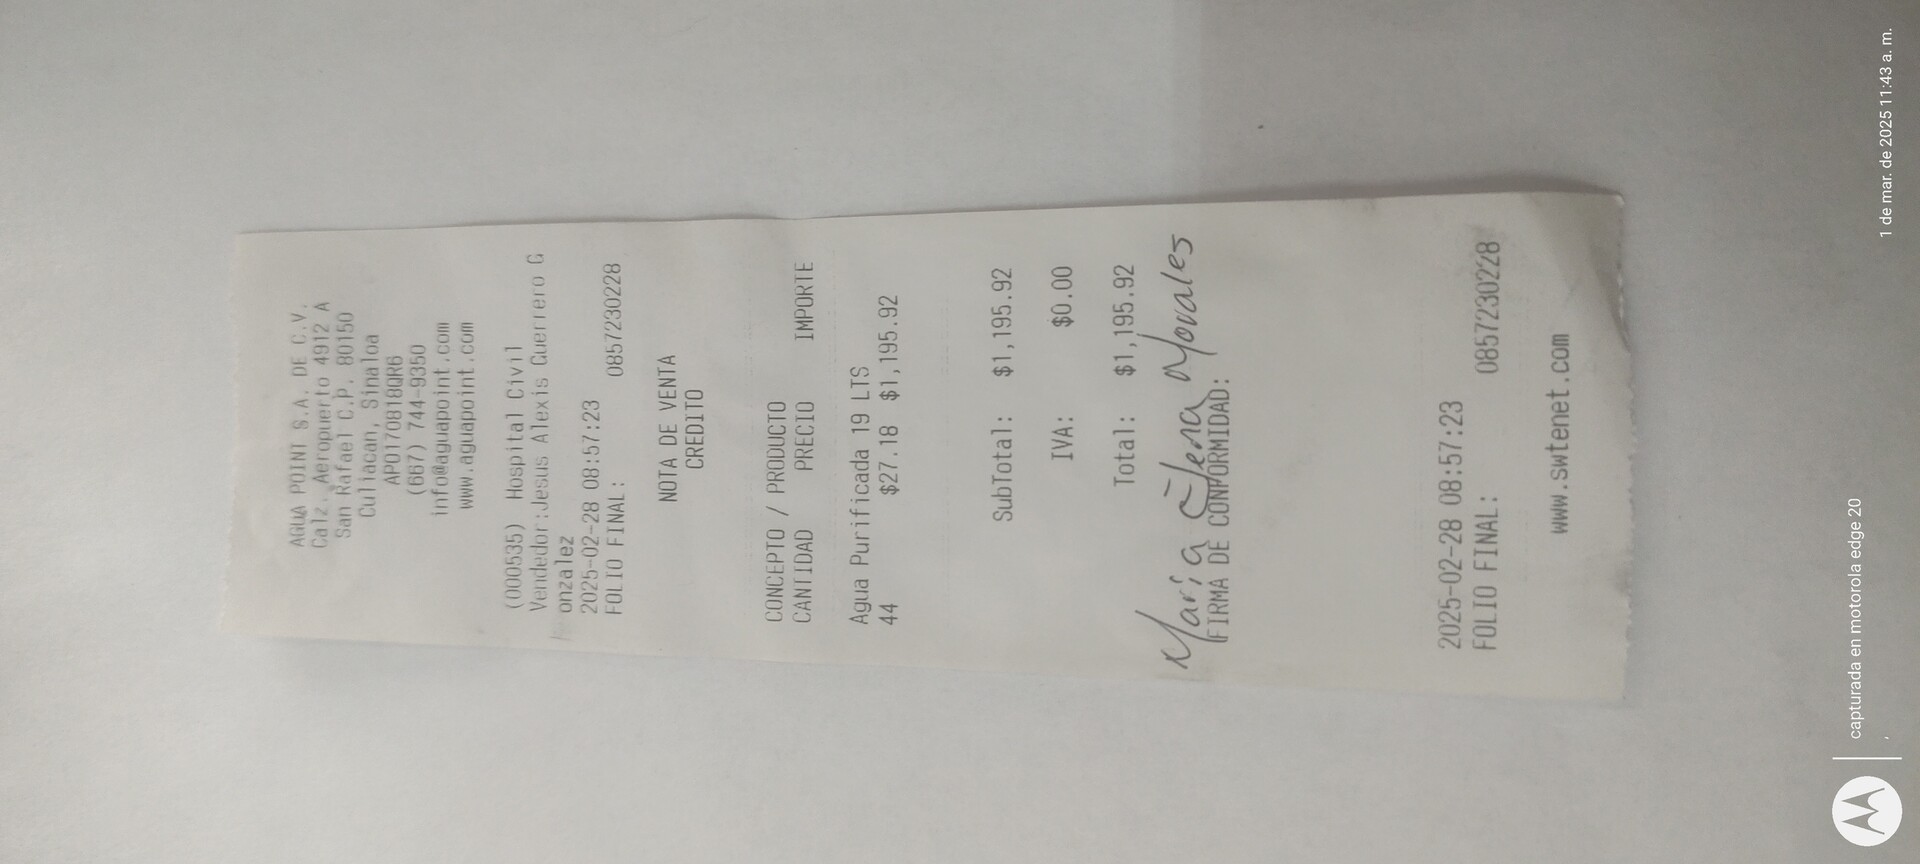 AGUA POINT S.A. DE C.V.
Calz. Aeropuerto 4912 A
San Rafael C.P. 80150
Culiacan, Sinaloa
APO170818QR6
(667) 744-9350
info@aguapoint.com
www.aguapoint.com
(000535) Hospital Civil
Vendedor:Jesus Alexis Guerrero G
onzalez
2025-02-28 08:57:23
FOLIO FINAL: 0857230228
NOTA DE VENTA
CREDITO
CONCEPTO / PRODUCTO
CANTIDAD PRECIO IMPORTE
Agua Purificada 19 LTS
44 $27.18 $1,195.92
SubTotal: $1,195.92
IVA: $0.00
Total: $1,195.92
María Elena Morales
FIRMA DE CONFORMIDAD:
2025-02-28 08:57:23
FOLIO FINAL: 0857230228
www.swtenet.com
capturada en motorola edge 20
, 1 de mar. de 2025 11:43 a. m.